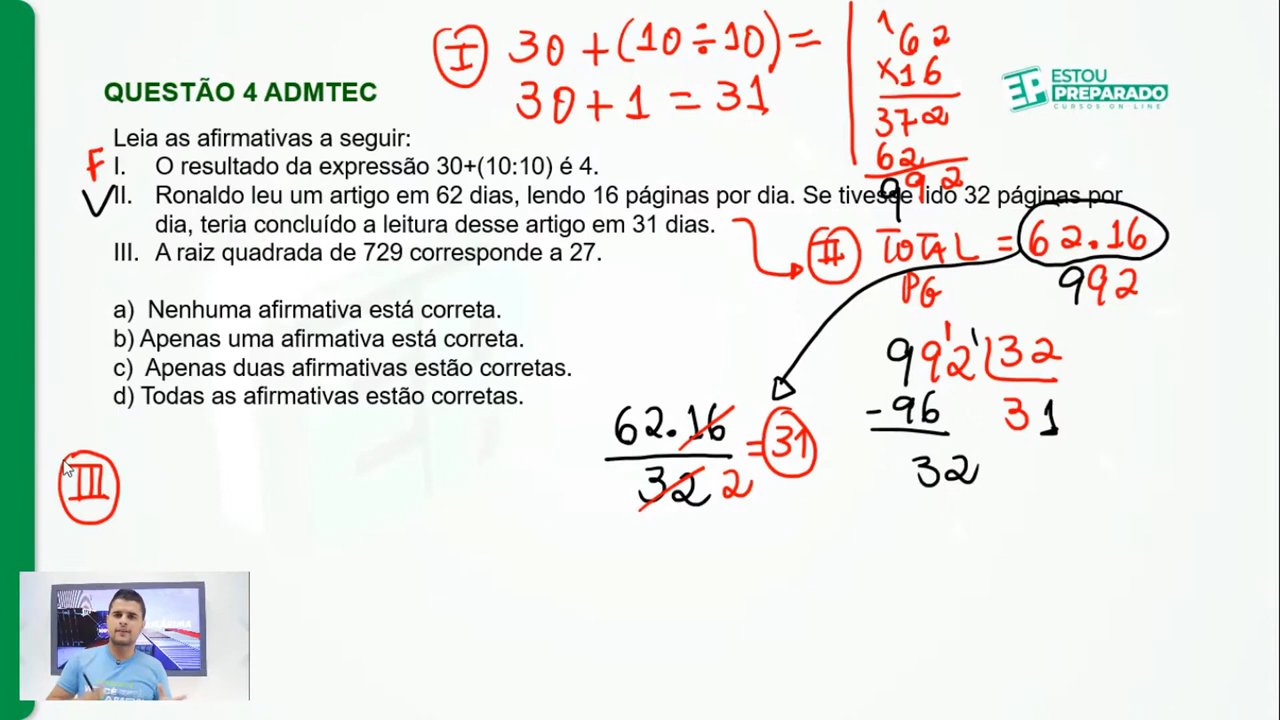 I 30 + (10 ÷ 10) =
30 + 1 = 31
1
62
×16
372
62
992
ESTOU
PREPARADO
CURSOS ON LINE
QUESTÃO 4 ADMTEC
Leia as afirmativas a seguir:
F I. O resultado da expressão 30+(10:10) é 4.
V II. Ronaldo leu um artigo em 62 dias, lendo 16 páginas por dia. Se tivesse lido 32 páginas por
dia, teria concluído a leitura desse artigo em 31 dias.
III. A raiz quadrada de 729 corresponde a 27.
a) Nenhuma afirmativa está correta.
b) Apenas uma afirmativa está correta.
c) Apenas duas afirmativas estão corretas.
d) Todas as afirmativas estão corretas.
II TOTAL = 62.16
PG 992
992 32
-96 31
32
62.16
32 2 = 31
III